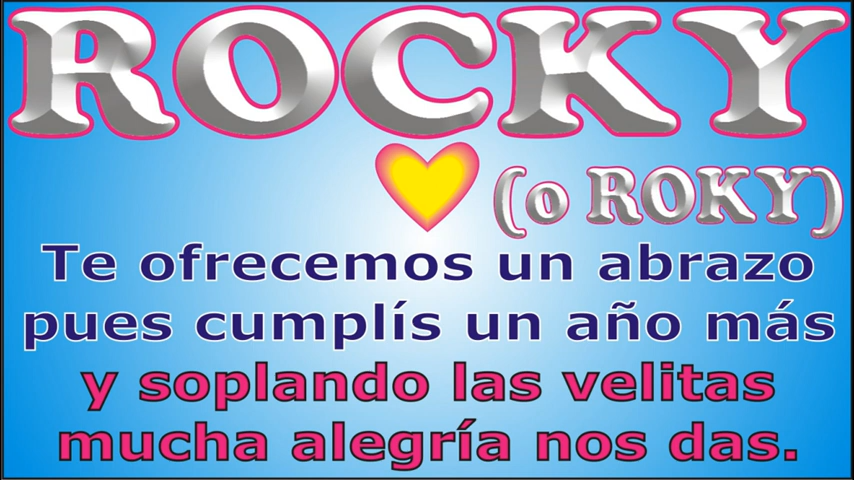 ROCKY
(o ROKY)
Te ofrecemos un abrazo
pues cumplís un año más
y soplando las velitas
mucha alegría nos das.